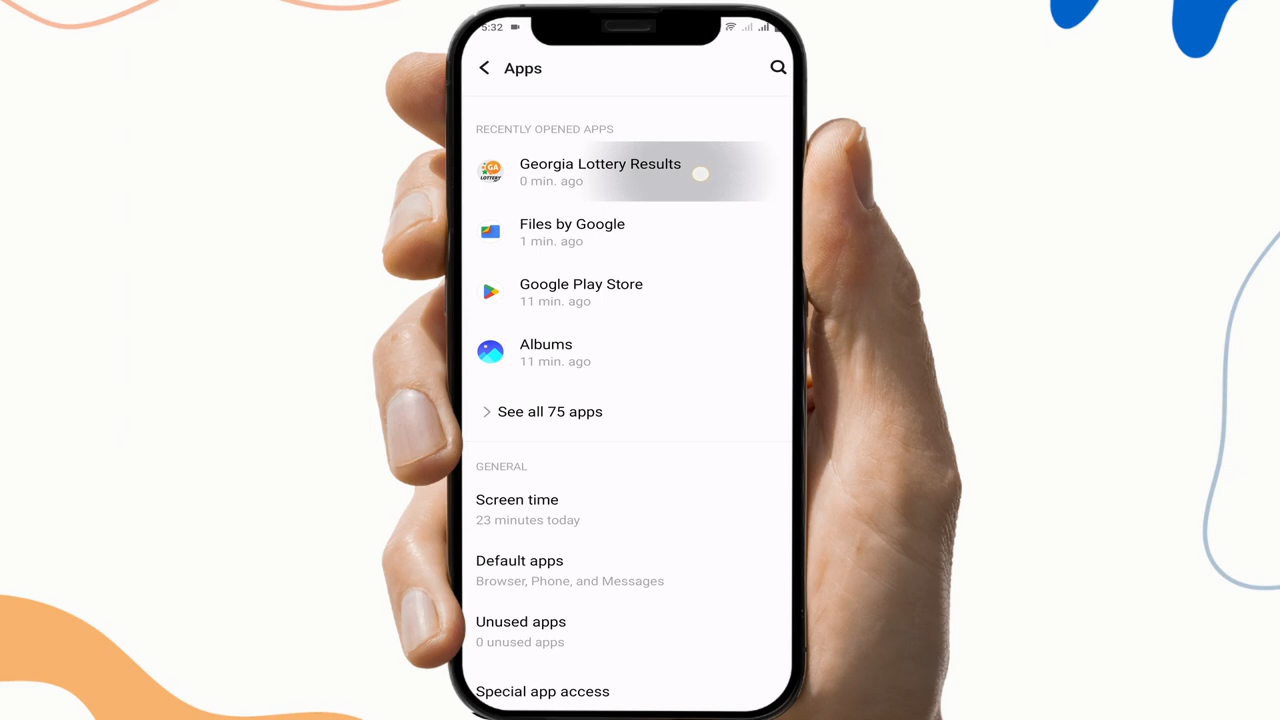 5:32
Apps
RECENTLY OPENED APPS
Georgia Lottery Results
0 min. ago
GA
LOTTERY
Files by Google
1 min. ago
Google Play Store
11 min. ago
Albums
11 min. ago
See all 75 apps
GENERAL
Screen time
23 minutes today
Default apps
Browser, Phone, and Messages
Unused apps
0 unused apps
Special app access